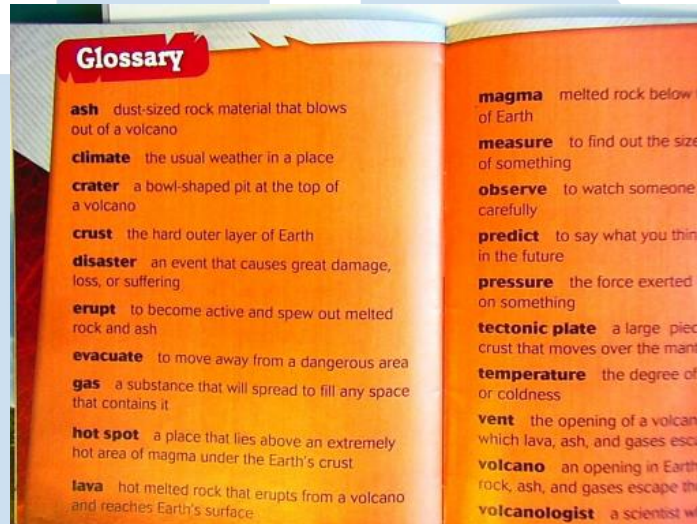 Glossary
ash dust-sized rock material that blows
out of a volcano
climate the usual weather in a place
crater a bowl-shaped pit at the top of
a volcano
crust the hard outer layer of Earth
disaster an event that causes great damage,
loss, or suffering
erupt to become active and spew out melted
rock and ash
evacuate to move away from a dangerous area
gas a substance that will spread to fill any space
that contains it
hot spot a place that lies above an extremely
hot area of magma under the Earth's crust
lava hot melted rock that erupts from a volcano
and reaches Earth's surface
magma melted rock below
of Earth
measure to find out the size
of something
observe to watch someone
carefully
predict to say what you
in the future
pressure the force exerted
on something
tectonic plate a large
crust that moves over the
temperature the degree of
or coldness
vent the opening of a
which lava, ash, and gases
volcano an opening in
rock, ash, and gases escape
volcanologist a scientist